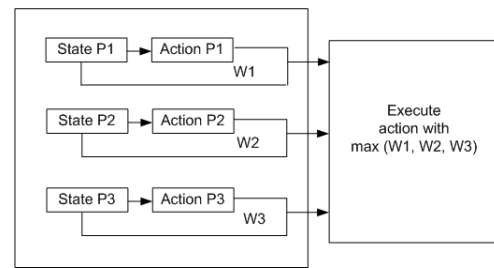 State P1 Action P1
W1
State P2 Action P2
W2
State P3 Action P3
W3
Execute
action with
max (W1, W2, W3)